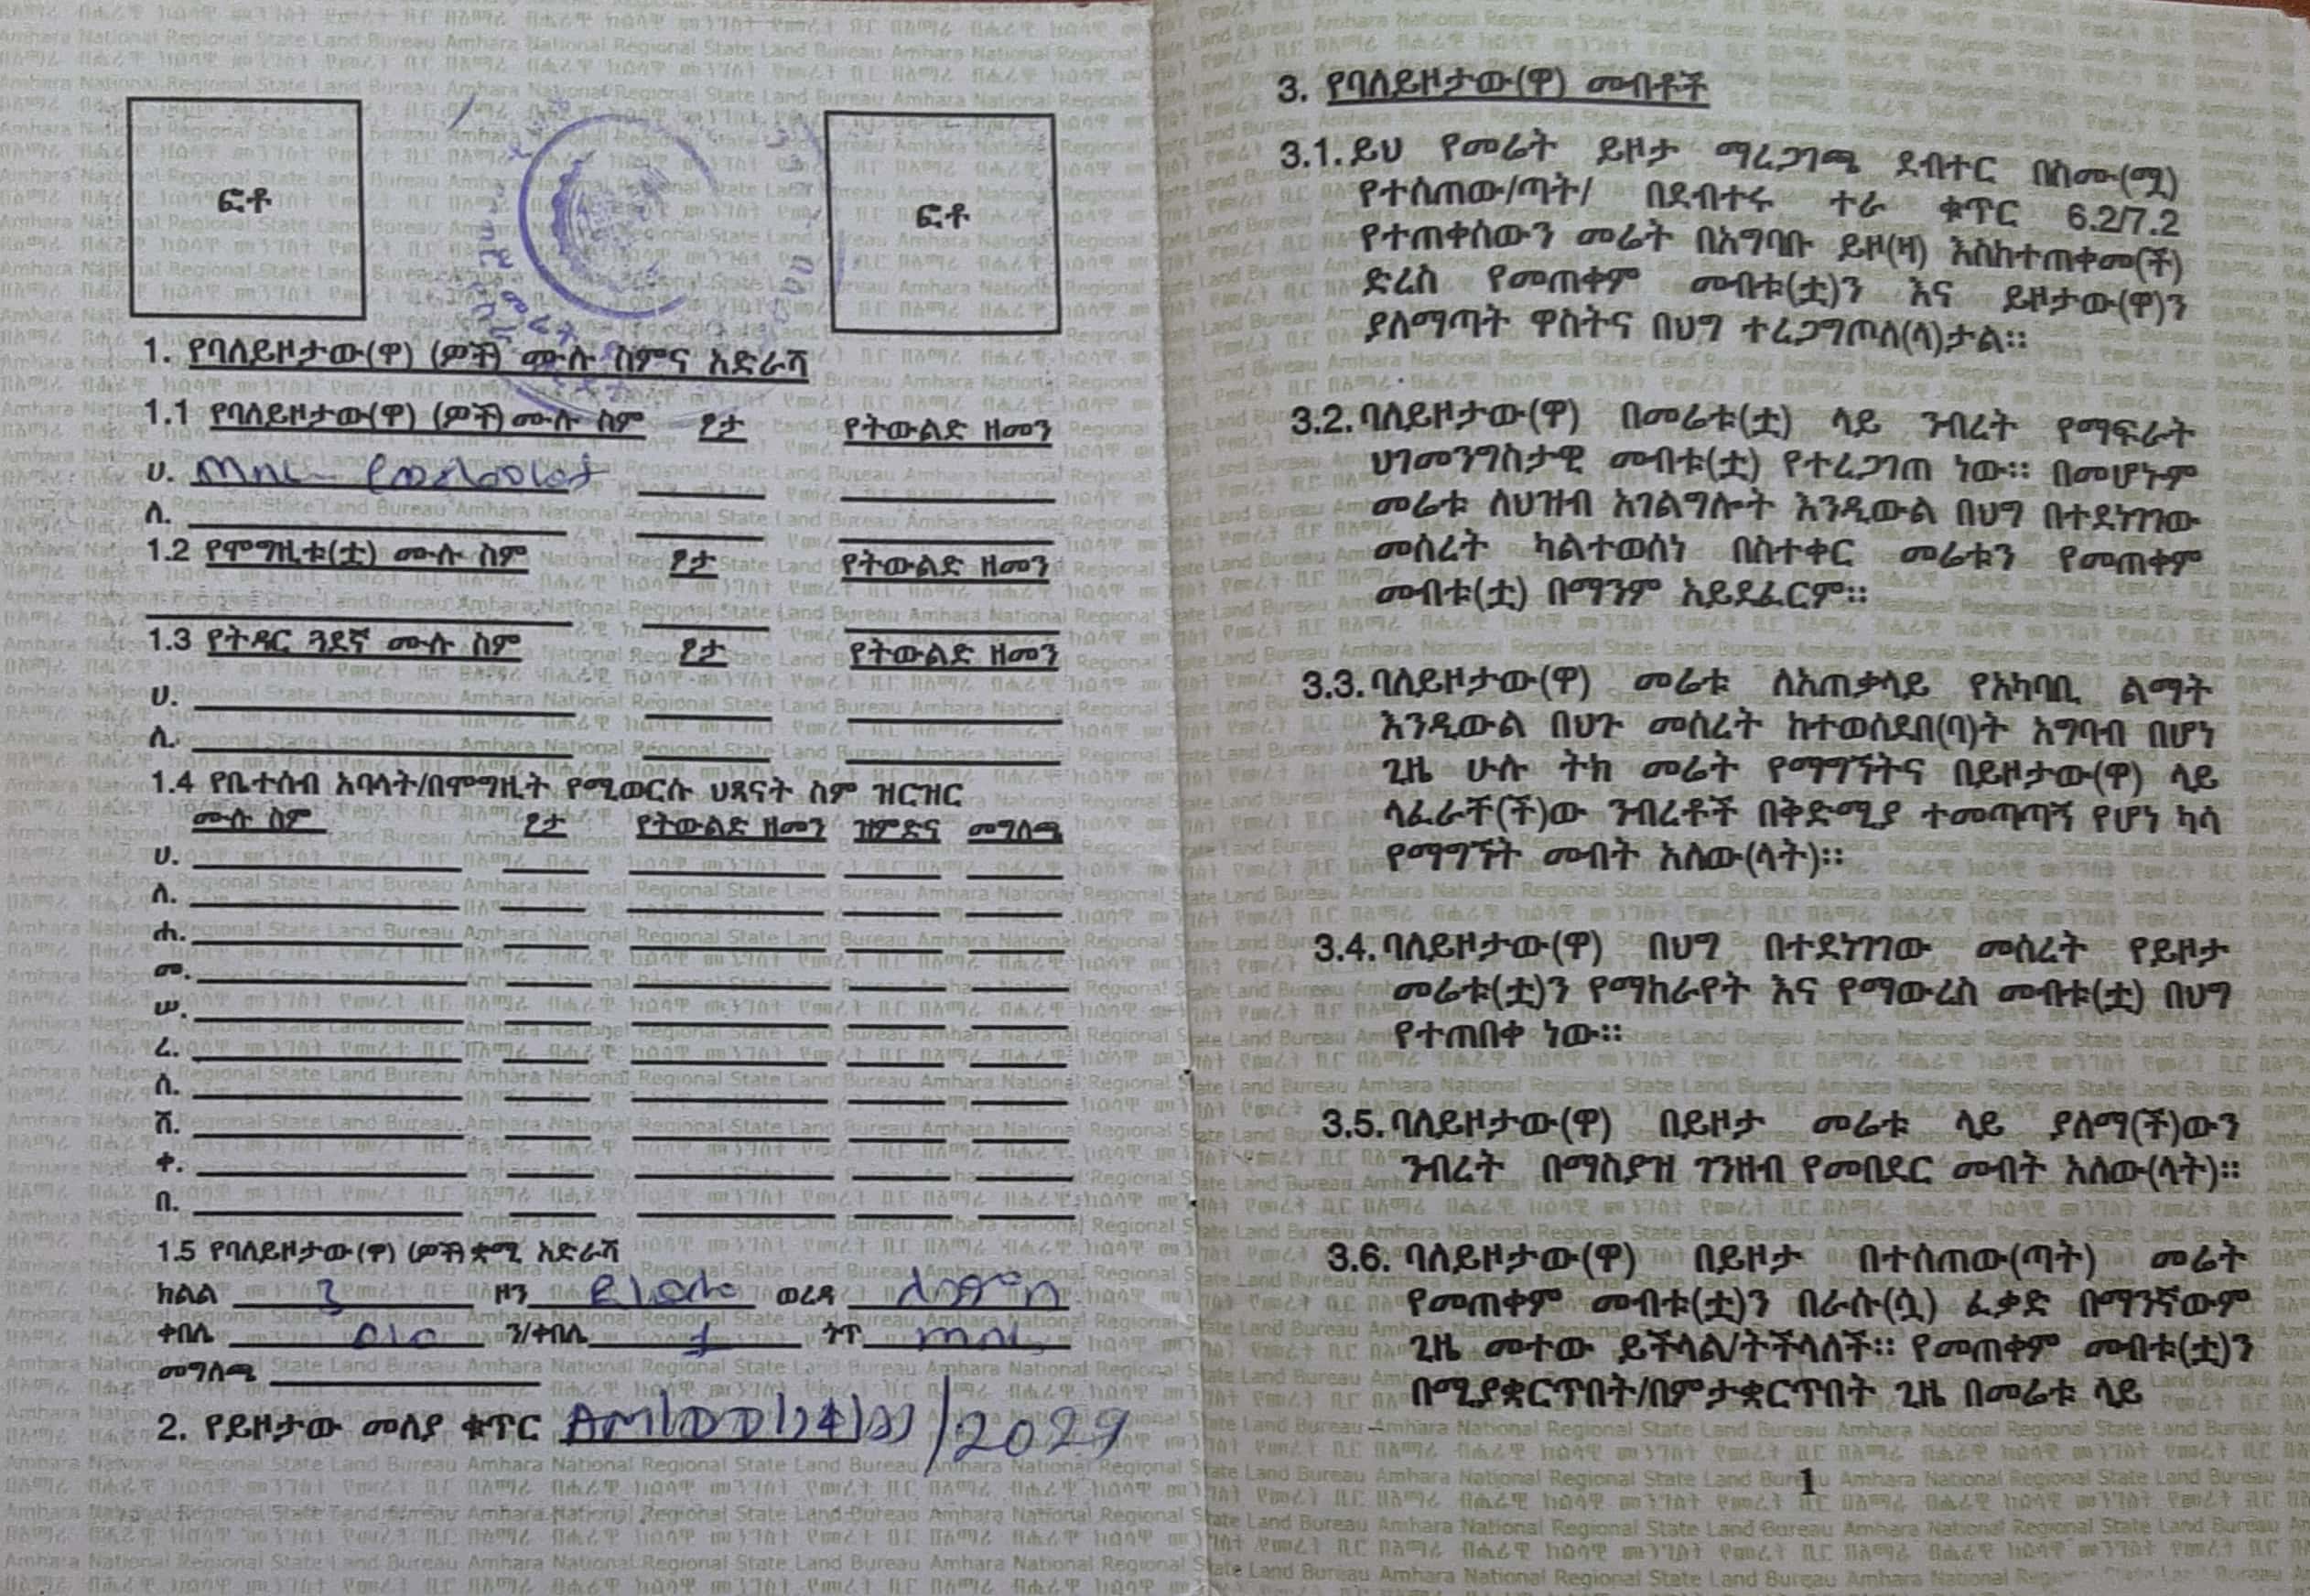 ፎቶ
ፎቶ
1. የባለይዞታው(ዋ) (ዎች) ሙሉ ስምና አድራሻ
1.1 የባለይዞታው(ዋ) (ዎች) ሙሉ ስም ፆታ የትውልድ ዘመን
ሀ.
ለ.
1.2 የሞግዚቱ(ቷ) ሙሉ ስም ፆታ የትውልድ ዘመን
1.3 የትዳር ጓደኛ ሙሉ ስም ፆታ የትውልድ ዘመን
ሀ.
ለ.
1.4 የቤተሰብ አባላት/በሞግዚት የሚወርሱ ህጻናት ስም ዝርዝር
ሙሉ ስም ፆታ የትውልድ ዘመን ዝምድና መግለጫ
ሀ.
ለ.
ሐ.
መ.
ሠ.
ረ.
ሰ.
ሸ.
ቀ.
በ.
1.5 የባለይዞታው(ዋ) (ዎች) ቋሚ አድራሻ
ክልል 3 ዞን ወረዳ
ቀበሌ 010 ን/ቀበሌ ጎጥ
መግለጫ
2. የይዞታው መለያ ቁጥር
3. የባለይዞታው(ዋ) መብቶች
3.1. ይህ የመሬት ይዞታ ማረጋገጫ ደብተር በስሙ(ሟ)
የተሰጠው/ጣት/ በደብተሩ ተራ ቁጥር 6.2/7.2
የተጠቀሰውን መሬት በአግባቡ ይዞ(ዛ) እስከተጠቀመ(ች)
ድረስ የመጠቀም መብቱ(ቷ)ን እና ይዞታው(ዋ)ን
ያለማጣት ዋስትና በህግ ተረጋግጦለ(ላ)ታል።
3.2. ባለይዞታው(ዋ) በመሬቱ(ቷ) ላይ ንብረት የማፍራት
ህገመንግስታዊ መብቱ(ቷ) የተረጋገጠ ነው። በመሆኑም
መሬቱ ለህዝብ አገልግሎት እንዲውል በህግ በተደነገገው
መሰረት ካልተወሰነ በስተቀር መሬቱን የመጠቀም
መብቱ(ቷ) በማንም አይደፈርም።
3.3. ባለይዞታው(ዋ) መሬቱ ለአጠቃላይ የአካባቢ ልማት
እንዲውል በህጉ መሰረት ከተወሰደበ(ባ)ት አግባብ በሆነ
ጊዜ ሁሉ ትክ መሬት የማግኘትና በይዞታው(ዋ) ላይ
ላፈራቸ(ች)ው ንብረቶች በቅድሚያ ተመጣጣኝ የሆነ ካሳ
የማግኘት መብት አለው(ላት)።
3.4. ባለይዞታው(ዋ) በህግ በተደነገገው መሰረት የይዞታ
መሬቱ(ቷ)ን የማከራየት እና የማውረስ መብቱ(ቷ) በህግ
የተጠበቀ ነው።
3.5. ባለይዞታው(ዋ) በይዞታ መሬቱ ላይ ያለማ(ች)ውን
ንብረት በማስያዝ ገንዘብ የመበደር መብት አለው(ላት)።
3.6. ባለይዞታው(ዋ) በይዞታ በተሰጠው(ጣት) መሬት
የመጠቀም መብቱ(ቷ)ን በራሱ(ሷ) ፈቃድ በማንኛውም
ጊዜ መተው ይችላል/ትችላለች። የመጠቀም መብቱ(ቷ)ን
በሚያቋርጥበት/በምታቋርጥበት ጊዜ በመሬቱ ላይ
1